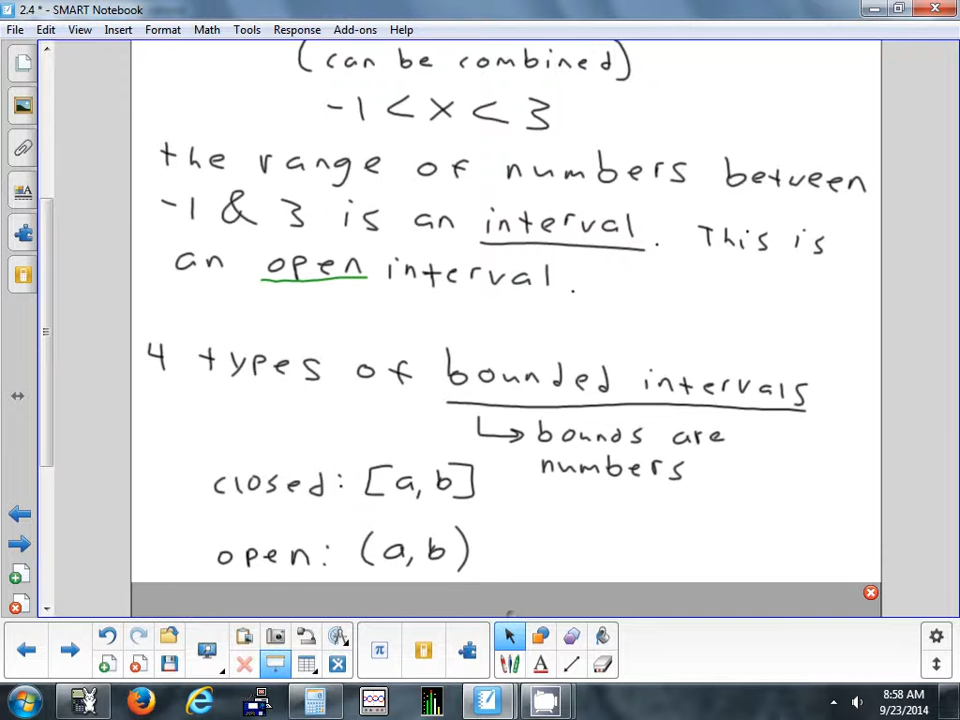 2.4 * - SMART Notebook
File Edit View Insert Format Math Tools Response Add-ons Help
(can be combined)
-1 < x < 3
the range of numbers between
-1 & 3 is an interval. This is
an open interval.
4 types of bounded intervals
↳ bounds are
numbers
closed: [a, b]
open: (a, b)
π
A
8:58 AM
9/23/2014